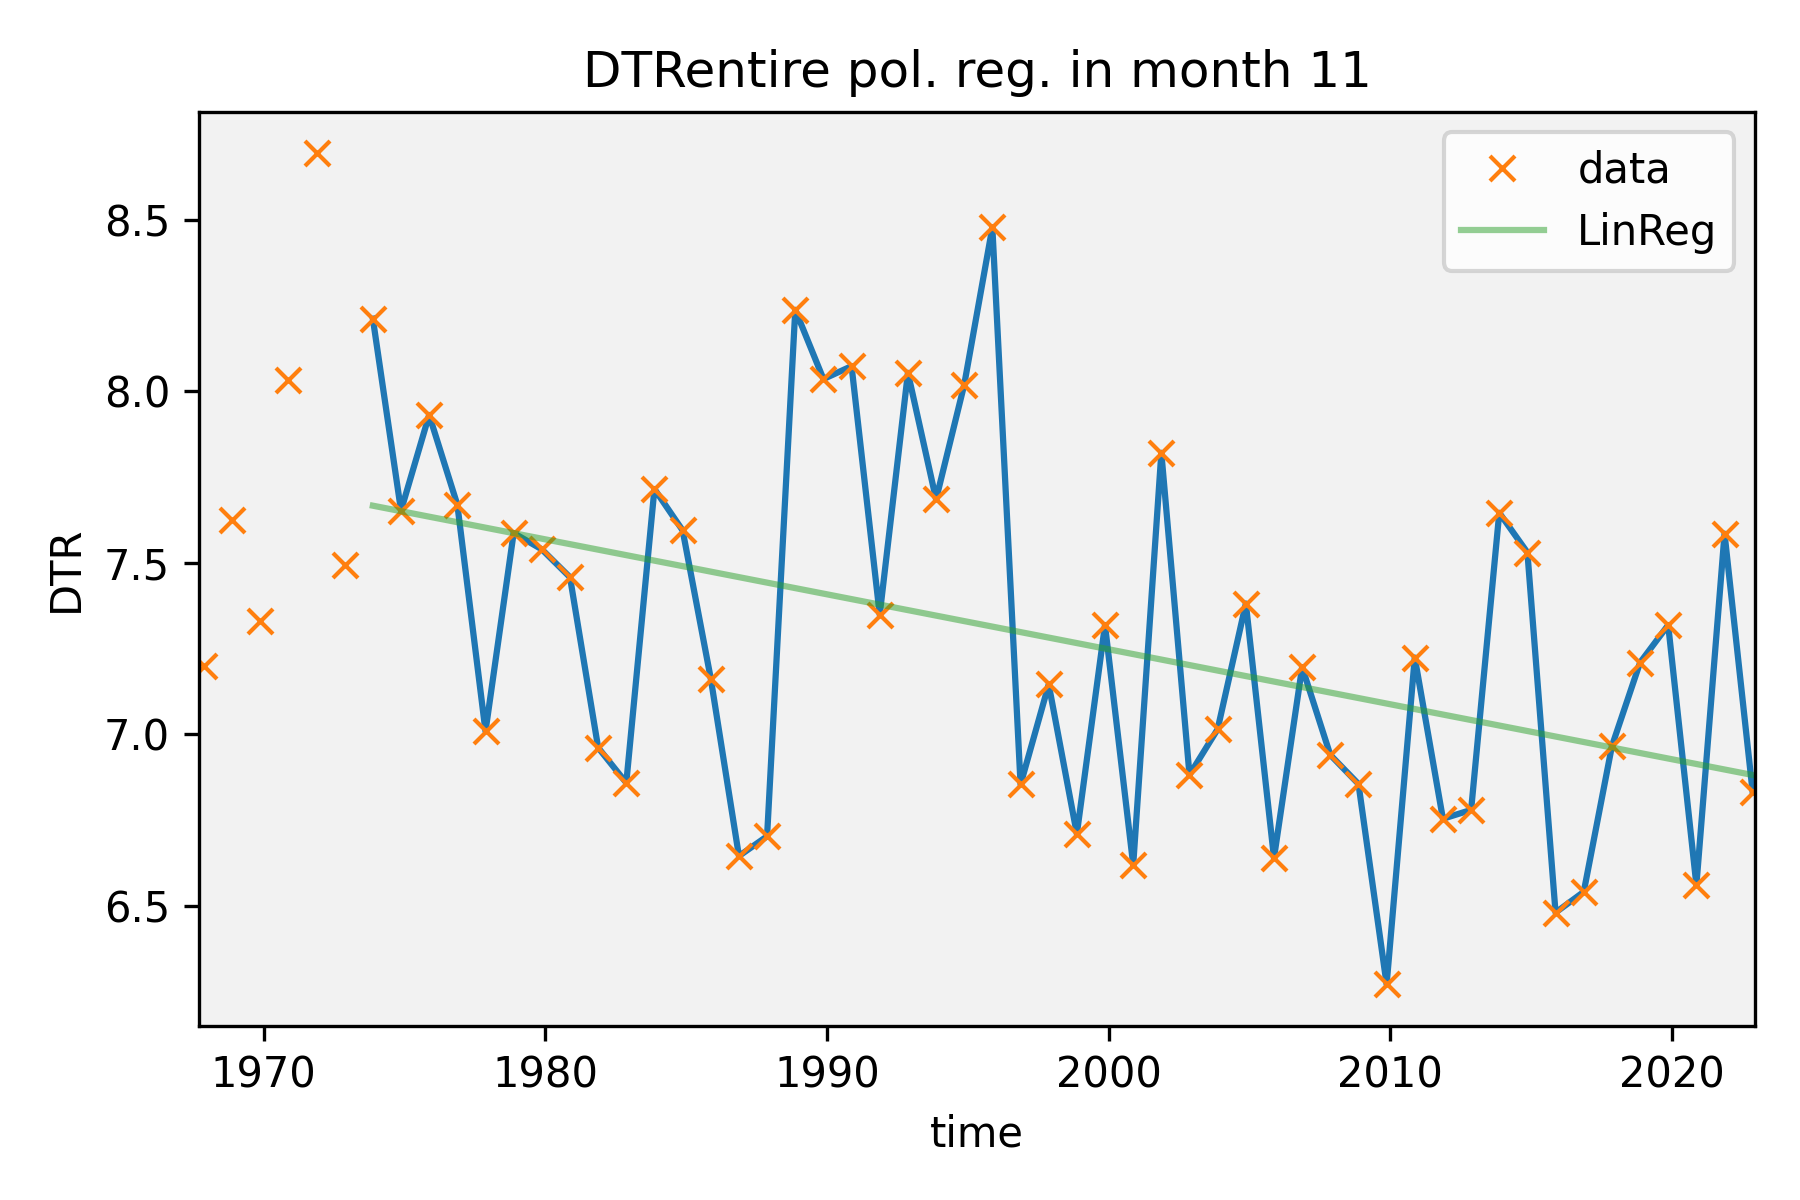 DTRentire pol. reg. in month 11
data
LinReg
8.5
8.0
7.5
7.0
6.5
DTR
1970 1980 1990 2000 2010 2020
time